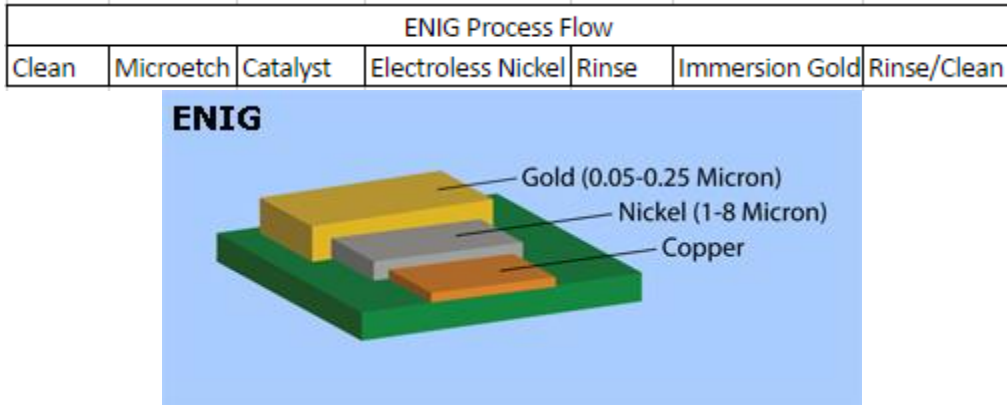 ENIG Process Flow
Clean Microetch Catalyst Electroless Nickel Rinse Immersion Gold Rinse/Clean
ENIG
Gold (0.05-0.25 Micron)
Nickel (1-8 Micron)
Copper